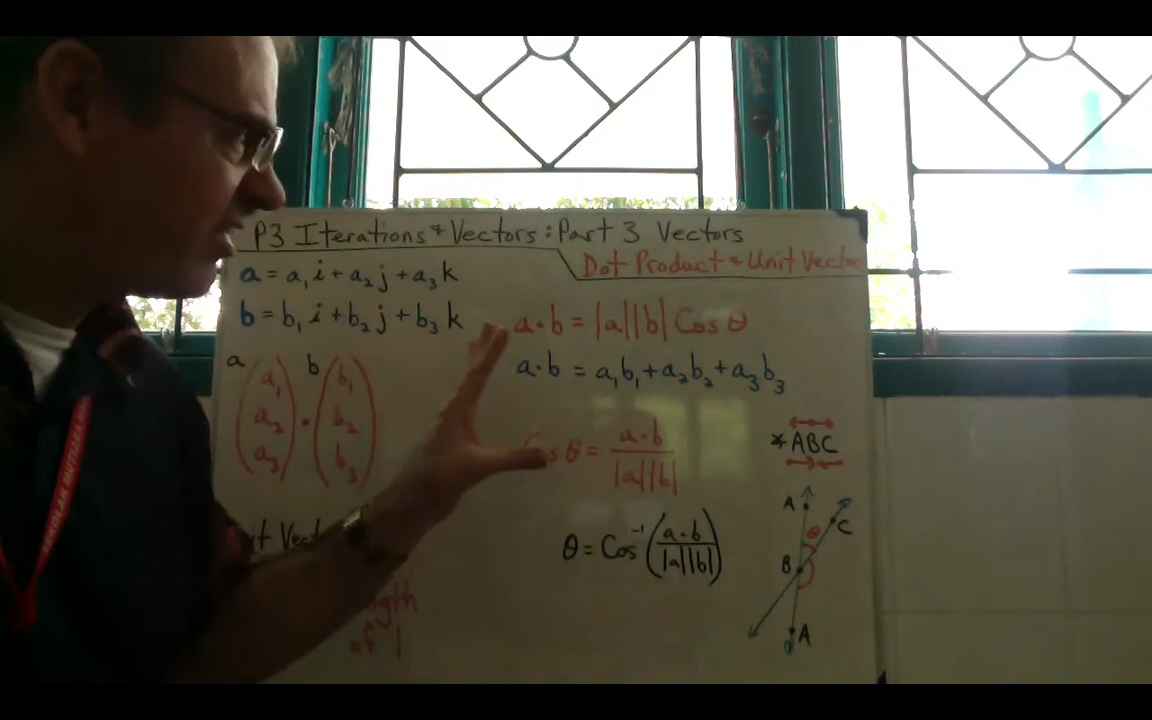 P3 Iterations + Vectors: Part 3 Vectors
Dot Product + Unit Vector
a = a₁i + a₂j + a₃k
b = b₁i + b₂j + b₃k
a · b = |a||b| Cos θ
a · b = a₁b₁ + a₂b₂ + a₃b₃
a (a₁ a₂ a₃) · b (b₁ b₂ b₃)
os θ = a · b / |a||b|
* ABC
θ = Cos⁻¹ (a · b / |a||b|)
A
θ
C
B
A
of 1